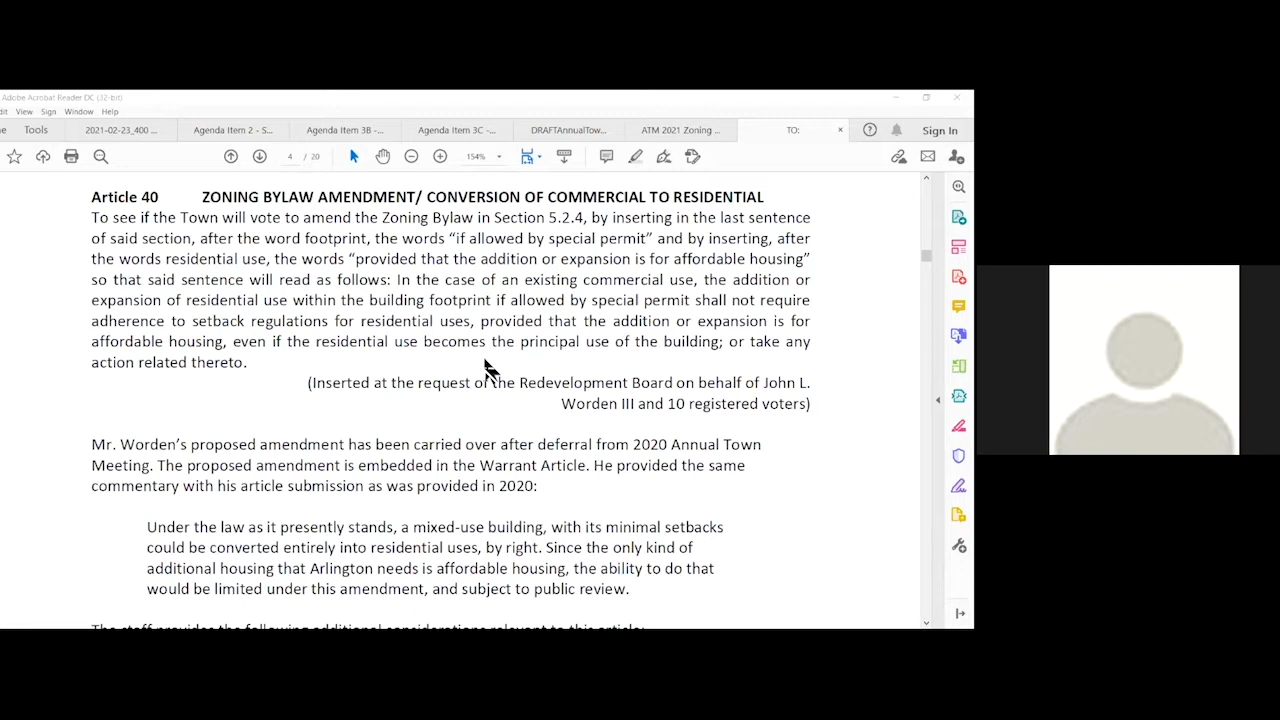 Adobe Acrobat Reader DC (32-bit)
dit View Sign Window Help
ne Tools 2021-02-23_400 ... Agenda Item 2 - S... Agenda Item 3B -... Agenda Item 3C -... DRAFTAnnualTow... ATM 2021 Zoning ... TO: × Sign In
4 / 20 154%
Article 40 ZONING BYLAW AMENDMENT/ CONVERSION OF COMMERCIAL TO RESIDENTIAL
To see if the Town will vote to amend the Zoning Bylaw in Section 5.2.4, by inserting in the last sentence
of said section, after the word footprint, the words “if allowed by special permit” and by inserting, after
the words residential use, the words “provided that the addition or expansion is for affordable housing”
so that said sentence will read as follows: In the case of an existing commercial use, the addition or
expansion of residential use within the building footprint if allowed by special permit shall not require
adherence to setback regulations for residential uses, provided that the addition or expansion is for
affordable housing, even if the residential use becomes the principal use of the building; or take any
action related thereto.
(Inserted at the request of the Redevelopment Board on behalf of John L.
Worden III and 10 registered voters)
Mr. Worden’s proposed amendment has been carried over after deferral from 2020 Annual Town
Meeting. The proposed amendment is embedded in the Warrant Article. He provided the same
commentary with his article submission as was provided in 2020:
Under the law as it presently stands, a mixed-use building, with its minimal setbacks
could be converted entirely into residential uses, by right. Since the only kind of
additional housing that Arlington needs is affordable housing, the ability to do that
would be limited under this amendment, and subject to public review.
The staff provides the following additional considerations relevant to this article: